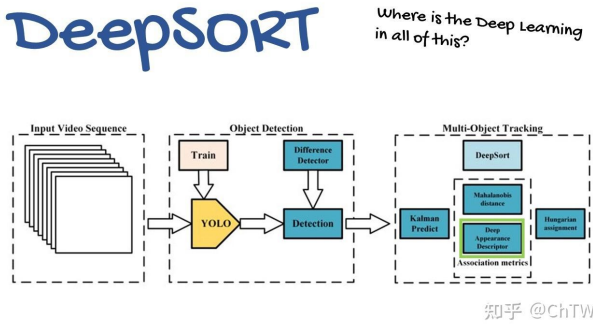 DeepSORT
Where is the Deep Learning
in all of this?
Input Video Sequence
Object Detection
Multi-Object Tracking
Train
Difference
Detector
YOLO
Detection
DeepSort
Kalman
Predict
Mahalanobis
distance
Deep
Appearance
Descriptor
Association metrics
Hungarian
assignment
知乎 @ChTW